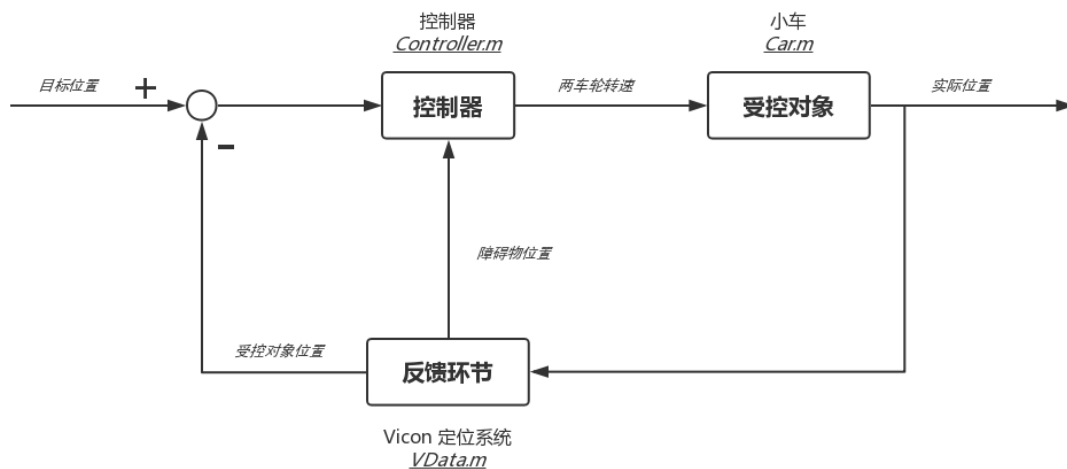 控制器
Controller.m
小车
Car.m
目标位置
+
控制器
两车轮转速
受控对象
实际位置
-
障碍物位置
受控对象位置
反馈环节
Vicon 定位系统
VData.m